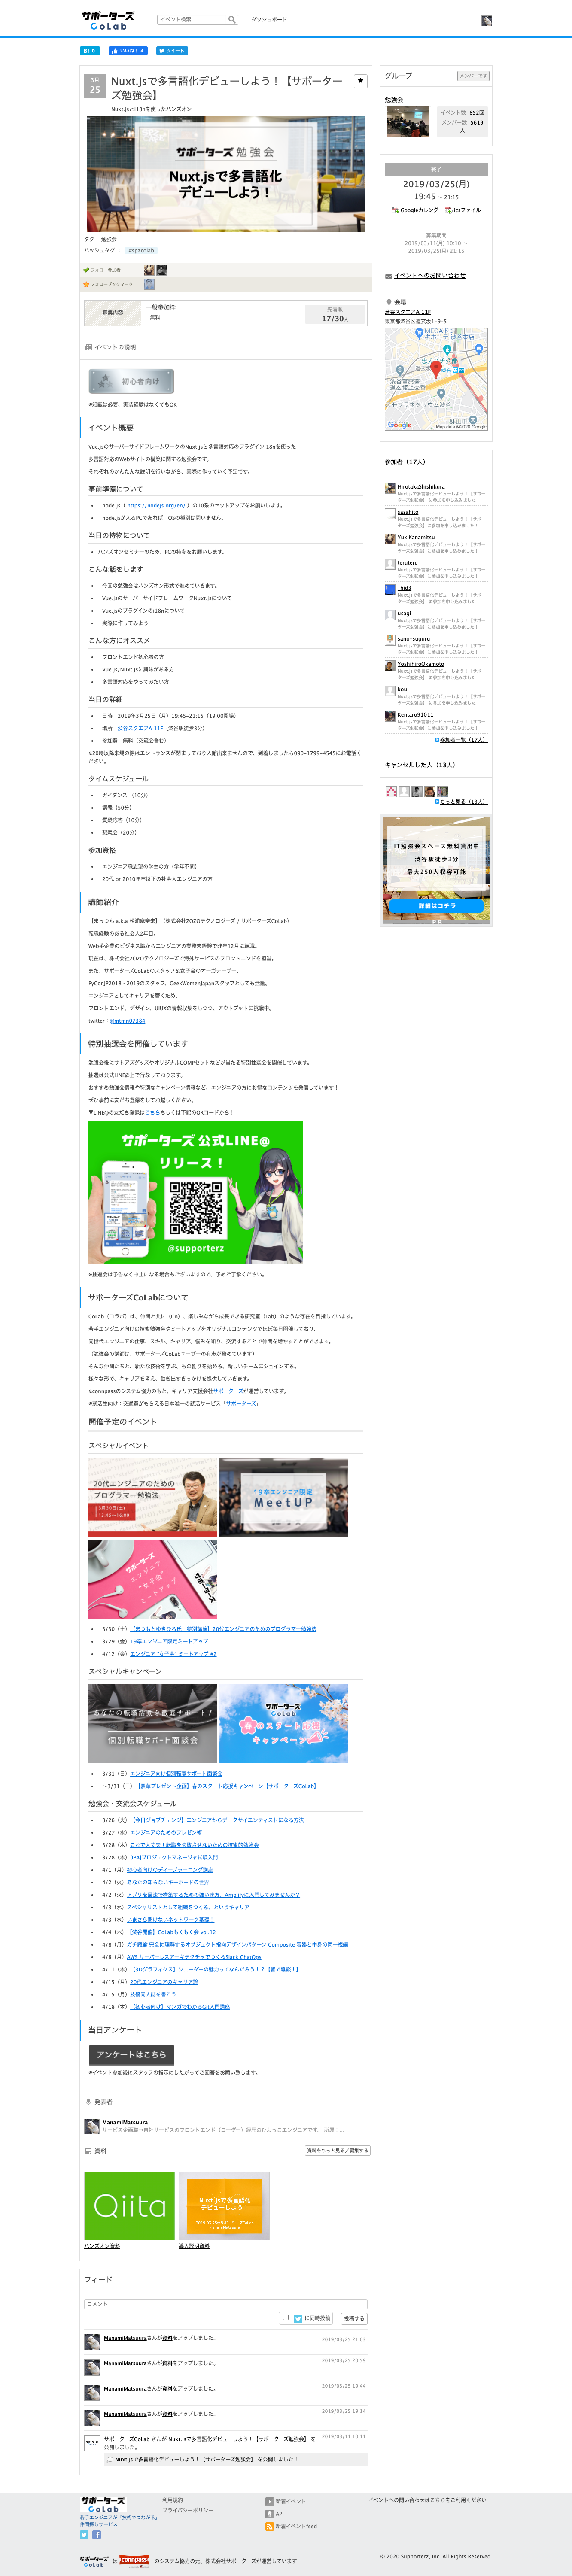 サポーターズ CoLab
イベント検索
ダッシュボード
B! 0
いいね！ 4
ツイート
3月
25
Nuxt.jsで多言語化デビューしよう！【サポーターズ勉強会】
Nuxt.jsとi18nを使ったハンズオン
サポーターズ勉強会
Nuxt.jsで多言語化
デビューしよう！
タグ： 勉強会
ハッシュタグ ： #spzcolab
フォロー参加者
フォローブックマーク
募集内容
一般参加枠
無料
先着順
17/30人
イベントの説明
初心者向け
※知識は必要、実装経験はなくてもOK
イベント概要
Vue.jsのサーバーサイドフレームワークのNuxt.jsと多言語対応のプラグインi18nを使った
多言語対応のWebサイトの構築に関する勉強会です。
それぞれのかんたんな説明を行いながら、実際に作っていく予定です。
事前準備について
node.js（ https://nodejs.org/en/ ）の10系のセットアップをお願いします。
node.jsが入るPCであれば、OSの種別は問いません。
当日の持物について
ハンズオンセミナーのため、PCの持参をお願いします。
こんな話をします
今回の勉強会はハンズオン形式で進めていきます。
Vue.jsのサーバーサイドフレームワークNuxt.jsについて
Vue.jsのプラグインのi18nについて
実際に作ってみよう
こんな方にオススメ
フロントエンド初心者の方
Vue.js/Nuxt.jsに興味がある方
多言語対応をやってみたい方
当日の詳細
日時　2019年3月25日（月）19:45-21:15（19:00開場）
場所　渋谷スクエアA 11F（渋谷駅徒歩3分）
参加費　無料（交流会含む）
※20時以降来場の際はエントランスが閉まっており入館出来ませんので、到着しましたら090-1799-4545にお電話ください。
タイムスケジュール
ガイダンス （10分）
講義（50分）
質疑応答（10分）
懇親会（20分）
参加資格
エンジニア職志望の学生の方（学年不問）
20代 or 2010年卒以下の社会人エンジニアの方
講師紹介
【まっつん a.k.a 松浦麻奈未】（株式会社ZOZOテクノロジーズ / サポーターズCoLab）
転職経験のある社会人2年目。
Web系企業のビジネス職からエンジニアの業務未経験で昨年12月に転職。
現在は、株式会社ZOZOテクノロジーズで海外サービスのフロントエンドを担当。
また、サポーターズCoLabのスタッフ＆女子会のオーガナイザー、
PyConJP2018・2019のスタッフ、GeekWomenJapanスタッフとしても活動。
エンジニアとしてキャリアを磨くため、
フロントエンド、デザイン、UIUXの情報収集をしつつ、アウトプットに挑戦中。
twitter：@mtmn07384
特別抽選会を開催しています
勉強会後にサトアズグッズやオリジナルCOMPセットなどが当たる特別抽選会を開催しています。
抽選は公式LINE@上で行なっております。
おすすめ勉強会情報や特別なキャンペーン情報など、エンジニアの方にお得なコンテンツを発信しています！
ぜひ事前に友だち登録をしてお越しください。
▼LINE@の友だち登録はこちらもしくは下記のQRコードから！
サポーターズ 公式LINE@
リリース！
@supporterz
※抽選会は予告なく中止になる場合もございますので、予めご了承ください。
サポーターズCoLabについて
CoLab（コラボ）は、仲間と共に（Co）、楽しみながら成長できる研究室（Lab）のような存在を目指しています。
若手エンジニア向けの技術勉強会やミートアップをオリジナルコンテンツでほぼ毎日開催しており、
同世代エンジニアの仕事、スキル、キャリア、悩みを知り、交流することで仲間を増やすことができます。
（勉強会の講師は、サポーターズCoLabユーザーの有志が務めています）
そんな仲間たちと、新たな技術を学ぶ、もの創りを始める、新しいチームにジョインする。
様々な形で、キャリアを考え、動き出すきっかけを提供していきます。
※connpassのシステム協力のもと、キャリア支援会社サポーターズが運営しています。
※就活生向け：交通費がもらえる日本唯一の就活サービス「サポーターズ」
開催予定のイベント
スペシャルイベント
20代エンジニアのための
プログラマー勉強法
3月30日(土)
13:45〜16:00
19卒エンジニア限定
MeetUP
エンジニア
"女子会"
ミートアップ
3/30（土）【まつもとゆきひろ氏　特別講演】20代エンジニアのためのプログラマー勉強法
3/29（金）19卒エンジニア限定ミートアップ
4/12（金）エンジニア "女子会" ミートアップ #2
スペシャルキャンペーン
あなたの転職活動を徹底サポート！
個別転職サポート面談会
サポーターズ CoLab
春のスタート応援
キャンペーン
3/31（日）エンジニア向け個別転職サポート面談会
～3/31（日）【豪華プレゼント企画】春のスタート応援キャンペーン【サポーターズCoLab】
勉強会・交流会スケジュール
3/26（火）【今日ジョブチェンジ】エンジニアからデータサイエンティストになる方法
3/27（水）エンジニアのためのプレゼン術
3/28（木）これで大丈夫！転職を失敗させないための技術的勉強会
3/28（木）[IPA]プロジェクトマネージャ試験入門
4/1（月）初心者向けのディープラーニング講座
4/2（火）あなたの知らないキーボードの世界
4/2（火）アプリを最速で構築するための強い味方、Amplifyに入門してみませんか？
4/3（水）スペシャリストとして組織をつくる、というキャリア
4/3（水）いまさら聞けないネットワーク基礎！
4/4（木）【渋谷開催】CoLabもくもく会 vol.12
4/8（月）ガチ議論 完全に理解するオブジェクト指向デザインパターン Composite 容器と中身の同一視編
4/8（月）AWS サーバーレスアーキテクチャでつくるSlack ChatOps
4/11（木）【3Dグラフィクス】シェーダーの魅力ってなんだろう！？【皆で雑談！】
4/15（月）20代エンジニアのキャリア論
4/15（月）技術同人誌を書こう
4/18（木）【初心者向け】マンガでわかるGit入門講座
当日アンケート
アンケートはこちら
※イベント参加後にスタッフの指示にしたがってご回答をお願い致します。
発表者
ManamiMatsuura
サービス企画職→自社サービスのフロントエンド（コーダー）経歴のひよっこエンジニアです。 所属：...
資料
資料をもっと見る／編集する
Qiita
Nuxt.jsで多言語化
デビューしよう！
ハンズオン資料
導入説明資料
フィード
コメント
に同時投稿
投稿する
ManamiMatsuuraさんが資料をアップしました。
2019/03/25 21:03
ManamiMatsuuraさんが資料をアップしました。
2019/03/25 20:59
ManamiMatsuuraさんが資料をアップしました。
2019/03/25 19:44
ManamiMatsuuraさんが資料をアップしました。
2019/03/25 19:14
サポーターズCoLab さんが Nuxt.jsで多言語化デビューしよう！【サポーターズ勉強会】 を公開しました。
2019/03/11 10:11
Nuxt.jsで多言語化デビューしよう！【サポーターズ勉強会】 を公開しました！
グループ
メンバーです
勉強会
イベント数 852回
メンバー数 5619人
終了
2019/03/25(月)
19:45 〜 21:15
Googleカレンダー icsファイル
募集期間
2019/03/11(月) 10:10 〜
2019/03/25(月) 21:15
イベントへのお問い合わせ
会場
渋谷スクエアA 11F
東京都渋谷区道玄坂1-9-5
MEGAドン・キホーテ 渋谷本店
忠犬ハチ公像
渋谷駅
渋谷警察署
道玄坂上交番
コスモプラネタリウム渋谷
Google
Map data ©2020 Google
参加者（17人）
HirotakaShishikura
Nuxt.jsで多言語化デビューしよう！【サポーターズ勉強会】 に参加を申し込みました！
sasahito
Nuxt.jsで多言語化デビューしよう！【サポーターズ勉強会】に参加を申し込みました！
YukiKanamitsu
Nuxt.jsで多言語化デビューしよう！【サポーターズ勉強会】に参加を申し込みました！
teruteru
Nuxt.jsで多言語化デビューしよう！【サポーターズ勉強会】に参加を申し込みました！
_hid3
Nuxt.jsで多言語化デビューしよう！【サポーターズ勉強会】 に参加を申し込みました！
usagi
Nuxt.jsで多言語化デビューしよう！【サポーターズ勉強会】に参加を申し込みました！
sano-suguru
Nuxt.jsで多言語化デビューしよう！【サポーターズ勉強会】に参加を申し込みました！
YoshihiroOkamoto
Nuxt.jsで多言語化デビューしよう！【サポーターズ勉強会】に参加を申し込みました！
kou
Nuxt.jsで多言語化デビューしよう！【サポーターズ勉強会】 に参加を申し込みました！
Kentaro91011
Nuxt.jsで多言語化デビューしよう！【サポーターズ勉強会】に参加を申し込みました！
参加者一覧（17人）
キャンセルした人（13人）
もっと見る（13人）
IT勉強会スペース無料貸出中
渋谷駅徒歩3分
最大250人収容可能
詳細はコチラ
サポーターズ CoLab
若手エンジニアが「技術でつながる」
仲間探しサービス
利用規約
プライバシーポリシー
新着イベント
API
新着イベントfeed
イベントへの問い合わせはこちらをご利用ください
サポーターズ CoLab は connpass のシステム協力の元、株式会社サポーターズが運営しています
© 2020 Supporterz, Inc. All Rights Reserved.